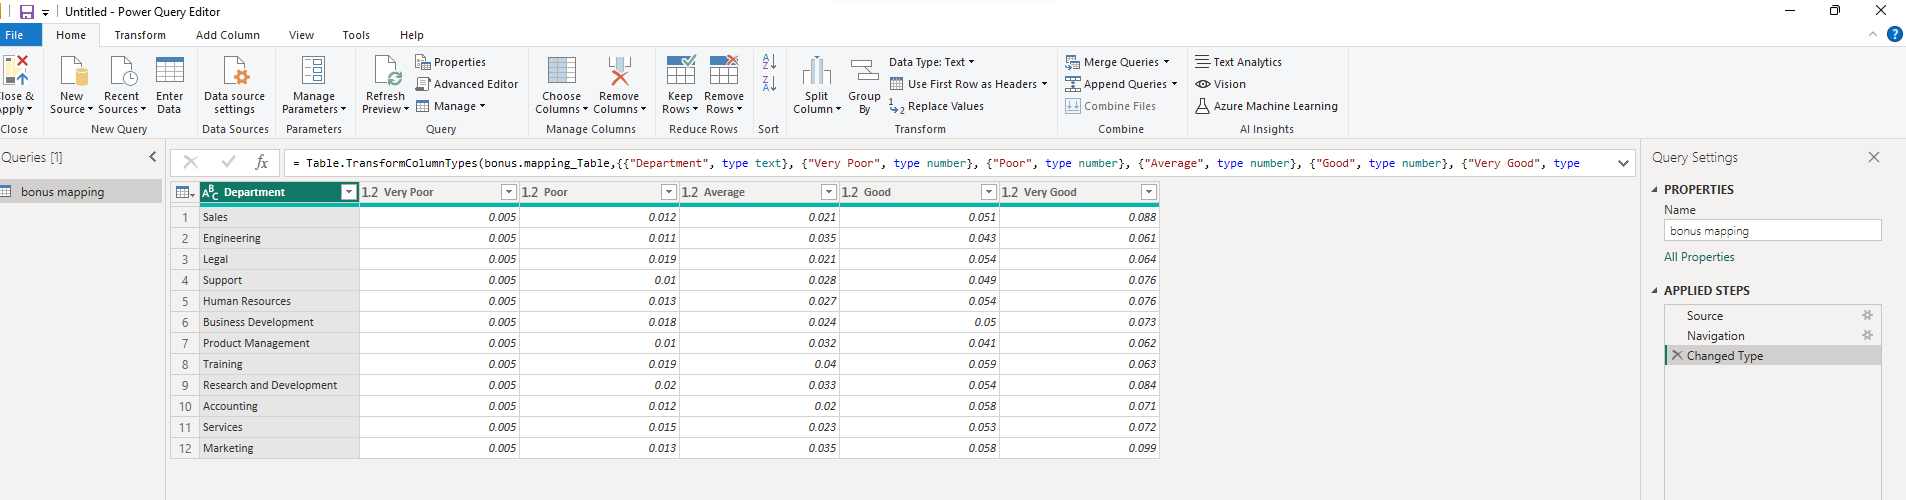 Untitled - Power Query Editor
File Home Transform Add Column View Tools Help
Close & Apply
New Source
Recent Sources
Enter Data
Data source settings
Manage Parameters
Refresh Preview
Properties
Advanced Editor
Manage
Choose Columns
Remove Columns
Keep Rows
Remove Rows
Split Column
Group By
Data Type: Text
Use First Row as Headers
Replace Values
Merge Queries
Append Queries
Combine Files
Text Analytics
Vision
Azure Machine Learning
Close New Query Data Sources Parameters Query Manage Columns Reduce Rows Sort Transform Combine AI Insights
Queries [1]
bonus mapping
fx = Table.TransformColumnTypes(bonus.mapping_Table,{{"Department", type text}, {"Very Poor", type number}, {"Poor", type number}, {"Average", type number}, {"Good", type number}, {"Very Good", type
ABC Department 1.2 Very Poor 1.2 Poor 1.2 Average 1.2 Good 1.2 Very Good
1 Sales 0.005 0.012 0.021 0.051 0.088
2 Engineering 0.005 0.011 0.035 0.043 0.061
3 Legal 0.005 0.019 0.021 0.054 0.064
4 Support 0.005 0.01 0.028 0.049 0.076
5 Human Resources 0.005 0.013 0.027 0.054 0.076
6 Business Development 0.005 0.018 0.024 0.05 0.073
7 Product Management 0.005 0.01 0.032 0.041 0.062
8 Training 0.005 0.019 0.04 0.059 0.063
9 Research and Development 0.005 0.02 0.033 0.054 0.084
10 Accounting 0.005 0.012 0.02 0.058 0.071
11 Services 0.005 0.015 0.023 0.053 0.072
12 Marketing 0.005 0.013 0.035 0.058 0.099
Query Settings
PROPERTIES
Name
bonus mapping
All Properties
APPLIED STEPS
Source
Navigation
Changed Type